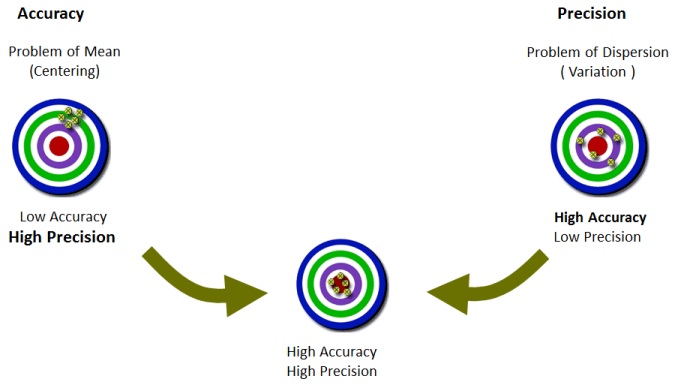 Accuracy
Problem of Mean
(Centering)
Low Accuracy
High Precision
Precision
Problem of Dispersion
( Variation )
High Accuracy
Low Precision
High Accuracy
High Precision